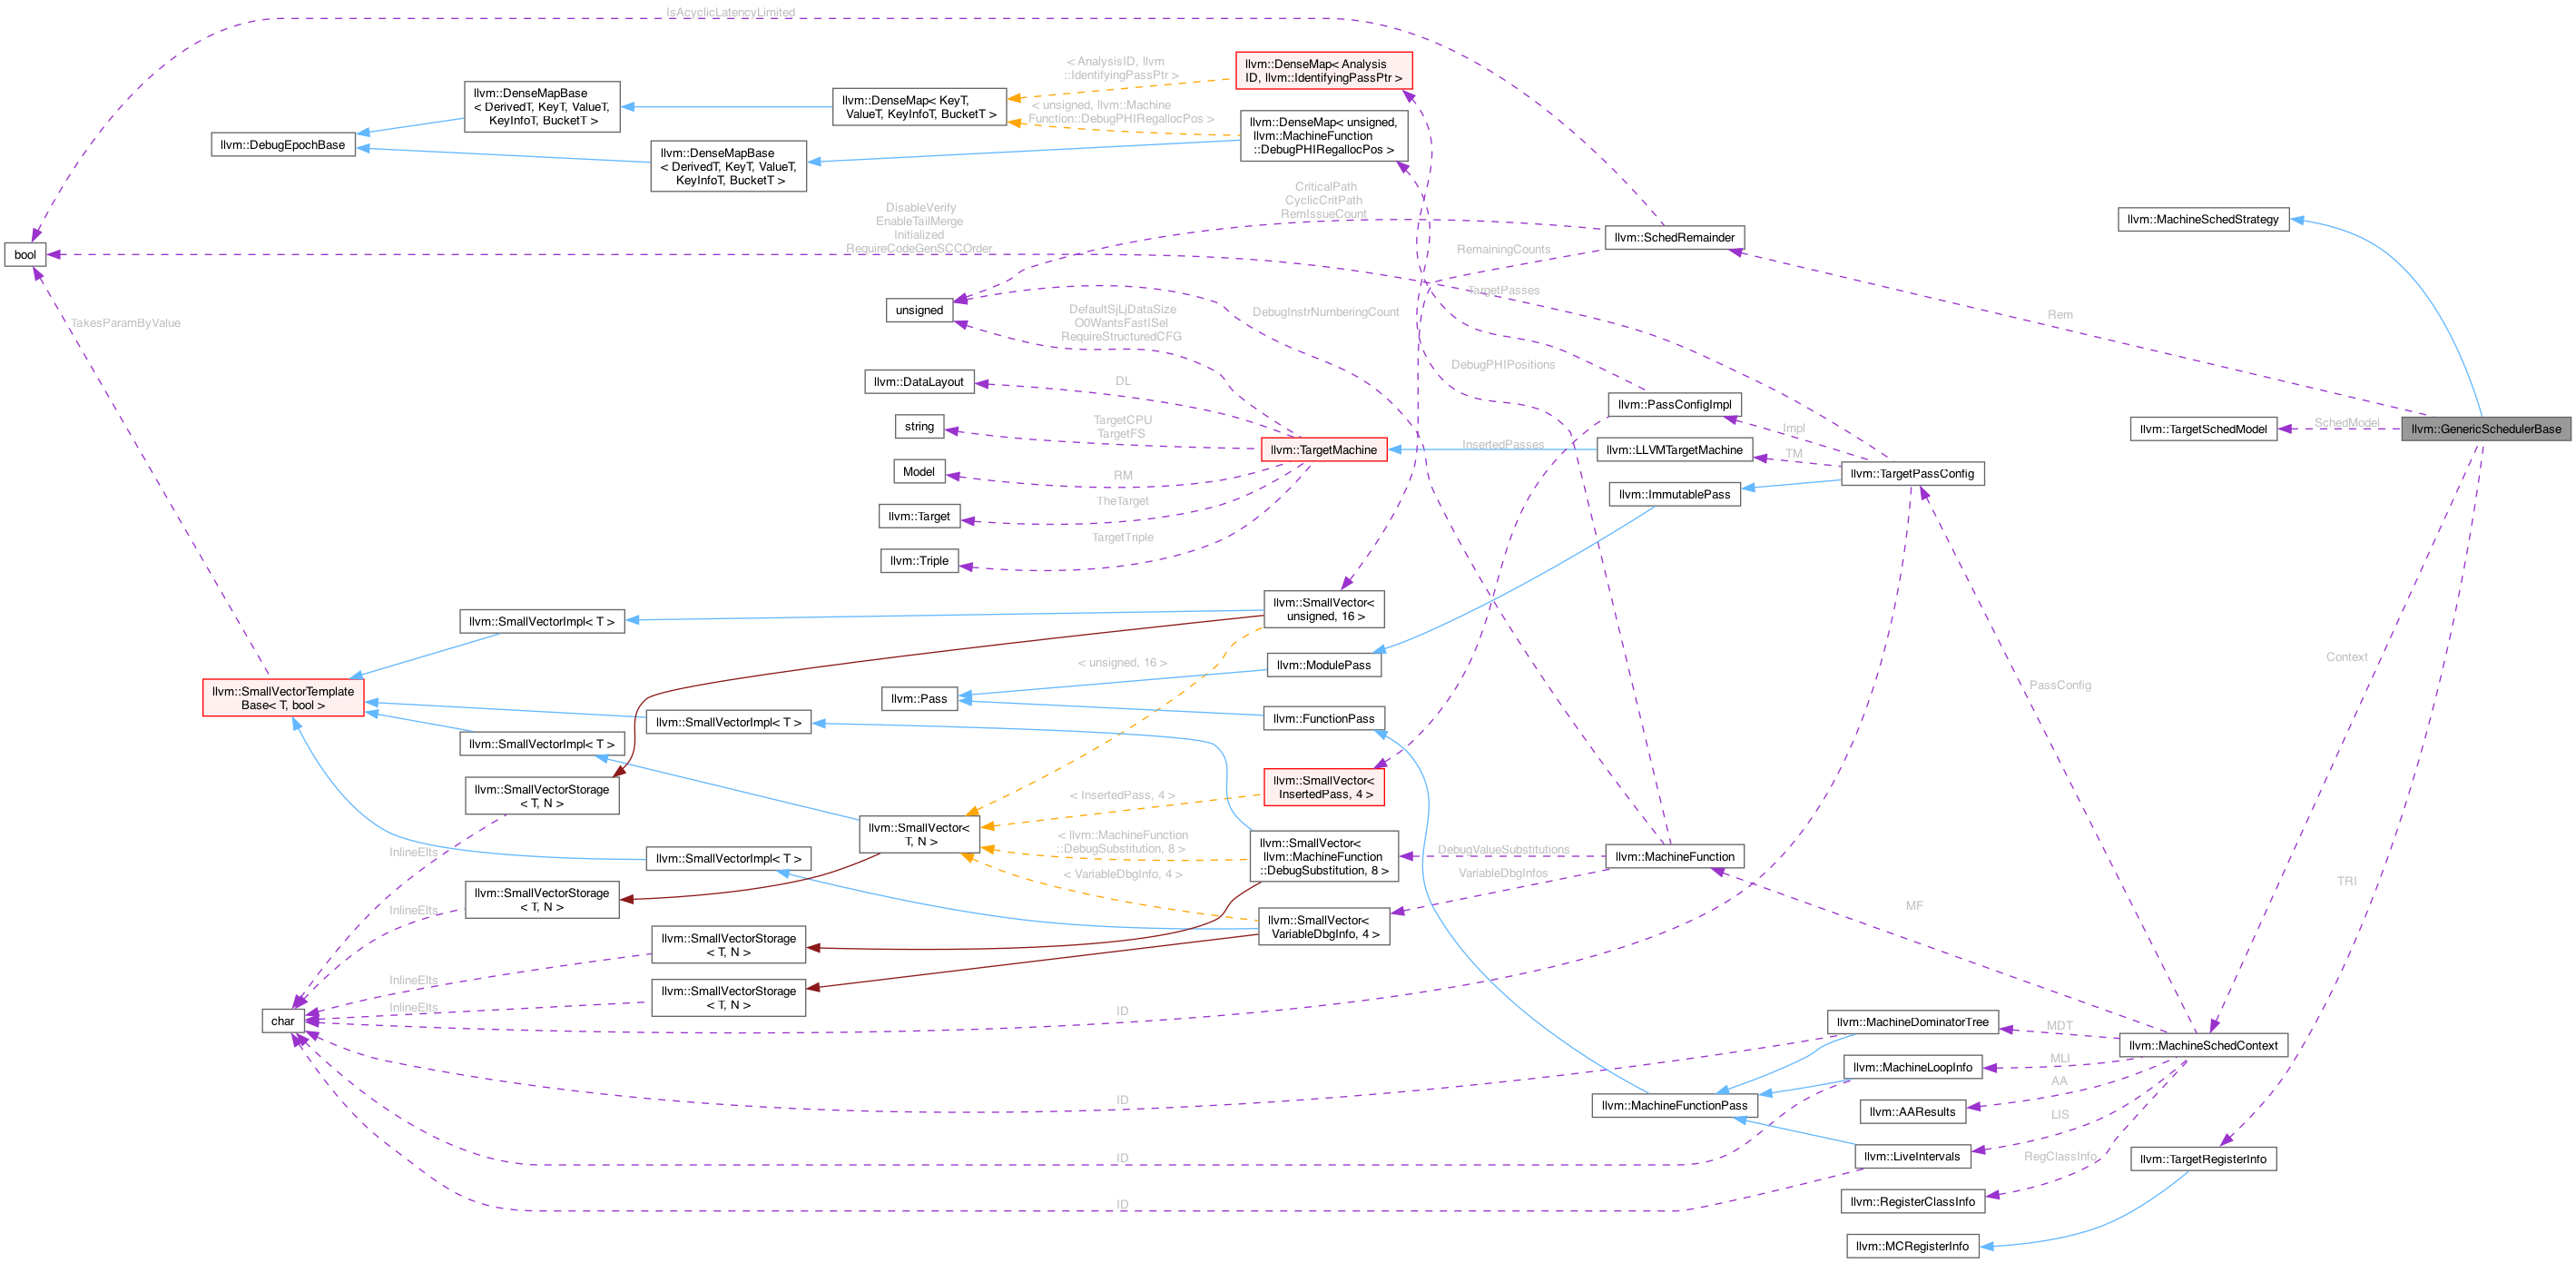 IsAcyclicLatencyLimited
< AnalysisID, llvm
::IdentifyingPassPtr >
llvm::DenseMap< Analysis
ID, llvm::IdentifyingPassPtr >
llvm::DenseMapBase
< DerivedT, KeyT, ValueT,
KeyInfoT, BucketT >
llvm::DenseMap< KeyT,
ValueT, KeyInfoT, BucketT >
< unsigned, llvm::Machine
Function::DebugPHIRegallocPos >
llvm::DenseMap< unsigned,
llvm::MachineFunction
::DebugPHIRegallocPos >
llvm::DebugEpochBase
llvm::DenseMapBase
< DerivedT, KeyT, ValueT,
KeyInfoT, BucketT >
CriticalPath
CyclicCritPath
RemIssueCount
DisableVerify
EnableTailMerge
Initialized
RequireCodeGenSCCOrder
llvm::MachineSchedStrategy
llvm::SchedRemainder
bool
RemainingCounts
TargetPasses
unsigned
DefaultSjLjDataSize
O0WantsFastISel
RequireStructuredCFG
DebugInstrNumberingCount
Rem
TakesParamByValue
DebugPHIPositions
llvm::DataLayout
DL
llvm::PassConfigImpl
string
TargetCPU
TargetFS
Impl
llvm::TargetSchedModel
SchedModel
llvm::GenericSchedulerBase
llvm::TargetMachine
InsertedPasses
llvm::LLVMTargetMachine
TM
Model
RM
llvm::TargetPassConfig
llvm::ImmutablePass
TheTarget
llvm::Target
TargetTriple
llvm::Triple
llvm::SmallVector<
unsigned, 16 >
llvm::SmallVectorImpl< T >
< unsigned, 16 >
llvm::ModulePass
Context
PassConfig
llvm::SmallVectorTemplate
Base< T, bool >
llvm::Pass
llvm::SmallVectorImpl< T >
llvm::FunctionPass
llvm::SmallVectorImpl< T >
llvm::SmallVectorStorage
< T, N >
< InsertedPass, 4 >
llvm::SmallVector<
InsertedPass, 4 >
llvm::SmallVector<
T, N >
< llvm::MachineFunction
::DebugSubstitution, 8 >
llvm::SmallVector<
llvm::MachineFunction
::DebugSubstitution, 8 >
DebugValueSubstitutions
llvm::MachineFunction
InlineElts
llvm::SmallVectorImpl< T >
< VariableDbgInfo, 4 >
VariableDbgInfos
TRI
llvm::SmallVectorStorage
< T, N >
InlineElts
MF
llvm::SmallVector<
VariableDbgInfo, 4 >
llvm::SmallVectorStorage
< T, N >
InlineElts
llvm::SmallVectorStorage
< T, N >
InlineElts
char
ID
llvm::MachineDominatorTree
MDT
llvm::MachineSchedContext
MLI
llvm::MachineLoopInfo
AA
ID
llvm::MachineFunctionPass
llvm::AAResults
LIS
ID
llvm::LiveIntervals
RegClassInfo
llvm::TargetRegisterInfo
ID
llvm::RegisterClassInfo
llvm::MCRegisterInfo